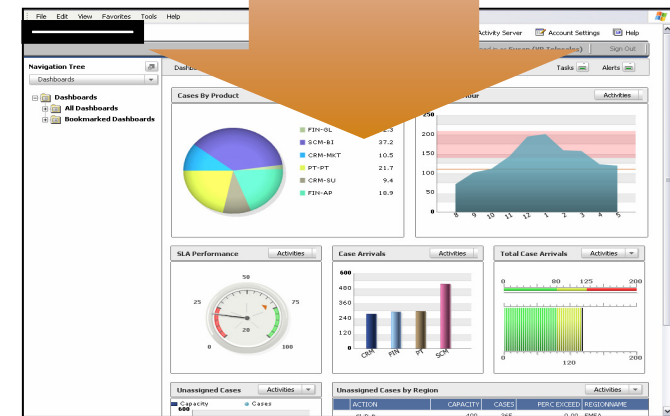 File Edit View Favorites Tools Help
Activity Server Account Settings Help
Sign Out
Navigation Tree
Dashboards
Tasks Alerts
Dashboards
All Dashboards
Bookmarked Dashboards
Cases By Product
Activities
FIN-GL
SCM-BI 37.2
CRM-MKT 10.5
PT-PT 21.7
CRM-SU 9.4
FIN-AP 18.9
250
200
150
100
50
0
8 9 10 11 12 1 2 3 4 5
SLA Performance Activities
50
25 75
20
0 100
Case Arrivals Activities
600
480
360
240
120
0
CRM FIN PT SCM
Total Case Arrivals Activities
0 80 125 200
0 200
120
Unassigned Cases Activities
Capacity Cases
600
Unassigned Cases by Region Activities
ACTION CAPACITY CASES PERC EXCEED REGIONNAME
400 365 0.00 EMEA